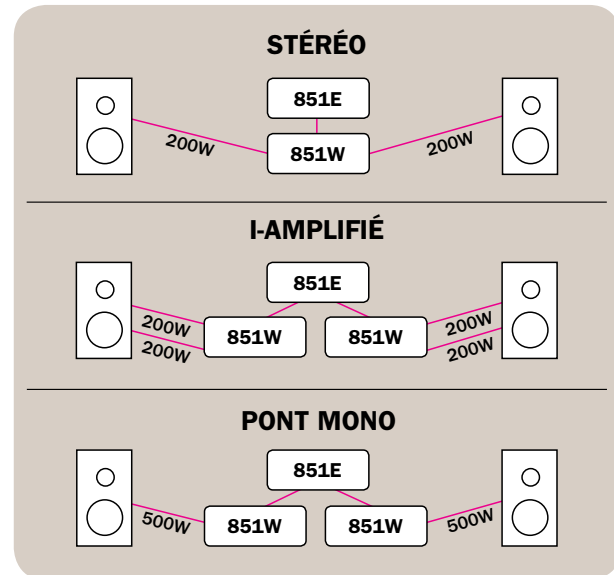 STÉRÉO
851E
200W 851W 200W
I-AMPLIFIÉ
851E
200W 851W 851W 200W
200W 200W
PONT MONO
851E
500W 851W 851W 500W